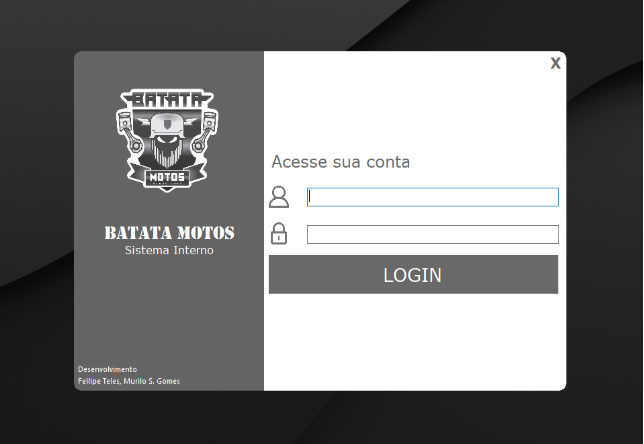 BATATA
MOTOS
BATATA MOTOS
Sistema Interno
Desenvolvimento
Fellipe Teles, Murilo S. Gomes
X
Acesse sua conta
LOGIN